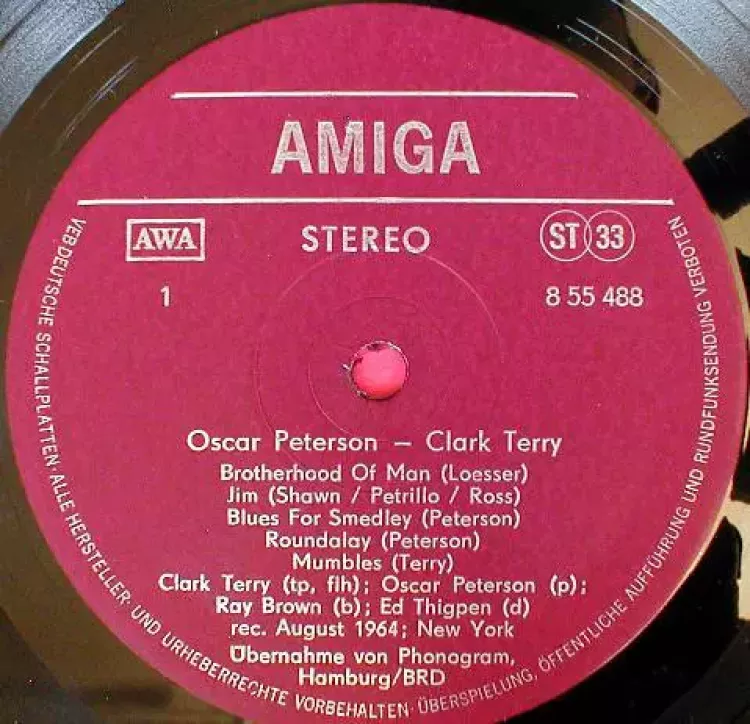 AMIGA
AWA
STEREO
ST 33
1
8 55 488
Oscar Peterson – Clark Terry
Brotherhood Of Man (Loesser)
Jim (Shawn / Petrillo / Ross)
Blues For Smedley (Peterson)
Roundalay (Peterson)
Mumbles (Terry)
Clark Terry (tp, flh); Oscar Peterson (p);
Ray Brown (b); Ed Thigpen (d)
rec. August 1964; New York
Übernahme von Phonogram,
Hamburg/BRD
VEB DEUTSCHE SCHALLPLATTEN · ALLE HERSTELLER- UND URHEBERRECHTE VORBEHALTEN · ÜBERSPIELUNG, ÖFFENTLICHE AUFFÜHRUNG UND RUNDFUNKSENDUNG VERBOTEN